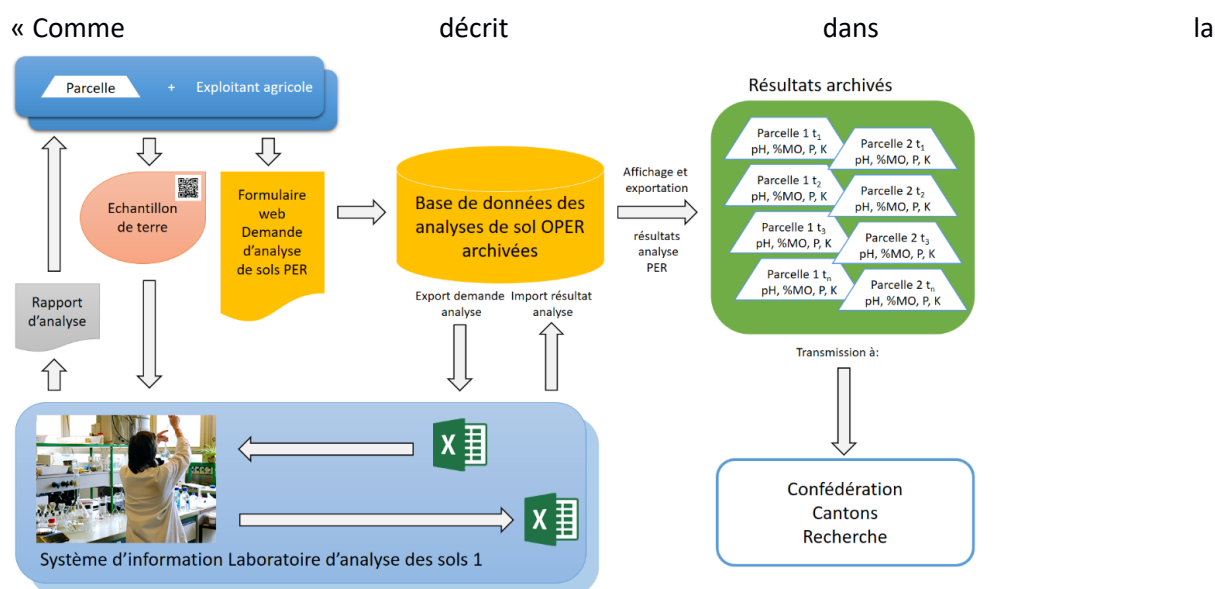 « Comme décrit dans la
Parcelle + Exploitant agricole
Echantillon
de terre
Formulaire
web
Demande
d'analyse
de sols PER
Rapport
d'analyse
Base de données des
analyses de sol OPER
archivées
Export demande
analyse
Import résultat
analyse
Affichage et
exportation
résultats
analyse
PER
Résultats archivés
Parcelle 1 t1
pH, %MO, P, K
Parcelle 2 t1
pH, %MO, P, K
Parcelle 1 t2
pH, %MO, P, K
Parcelle 2 t2
pH, %MO, P, K
Parcelle 1 t3
pH, %MO, P, K
Parcelle 2 t3
pH, %MO, P, K
Parcelle 1 tn
pH, %MO, P, K
Parcelle 2 tn
pH, %MO, P, K
Transmission à:
Confédération
Cantons
Recherche
X
X
Système d'information Laboratoire d'analyse des sols 1